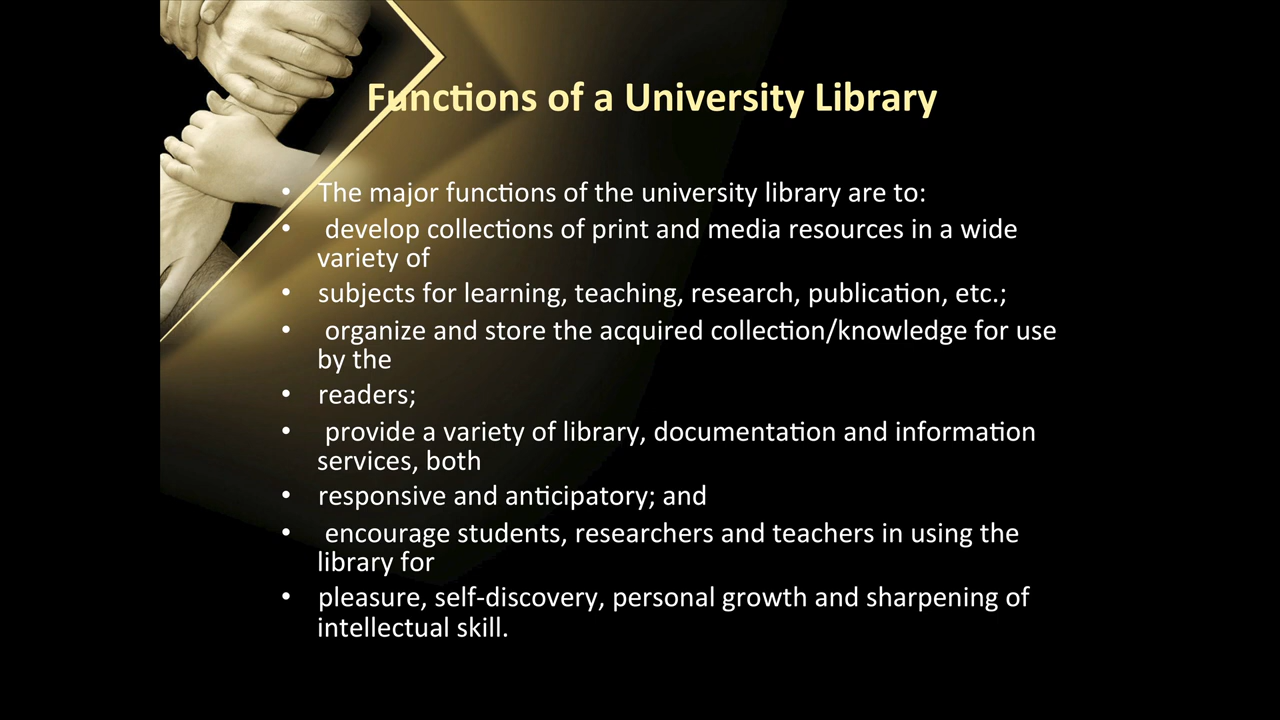 Functions of a University Library
• The major functions of the university library are to:
• develop collections of print and media resources in a wide
variety of
• subjects for learning, teaching, research, publication, etc.;
• organize and store the acquired collection/knowledge for use
by the
• readers;
• provide a variety of library, documentation and information
services, both
• responsive and anticipatory; and
• encourage students, researchers and teachers in using the
library for
• pleasure, self-discovery, personal growth and sharpening of
intellectual skill.